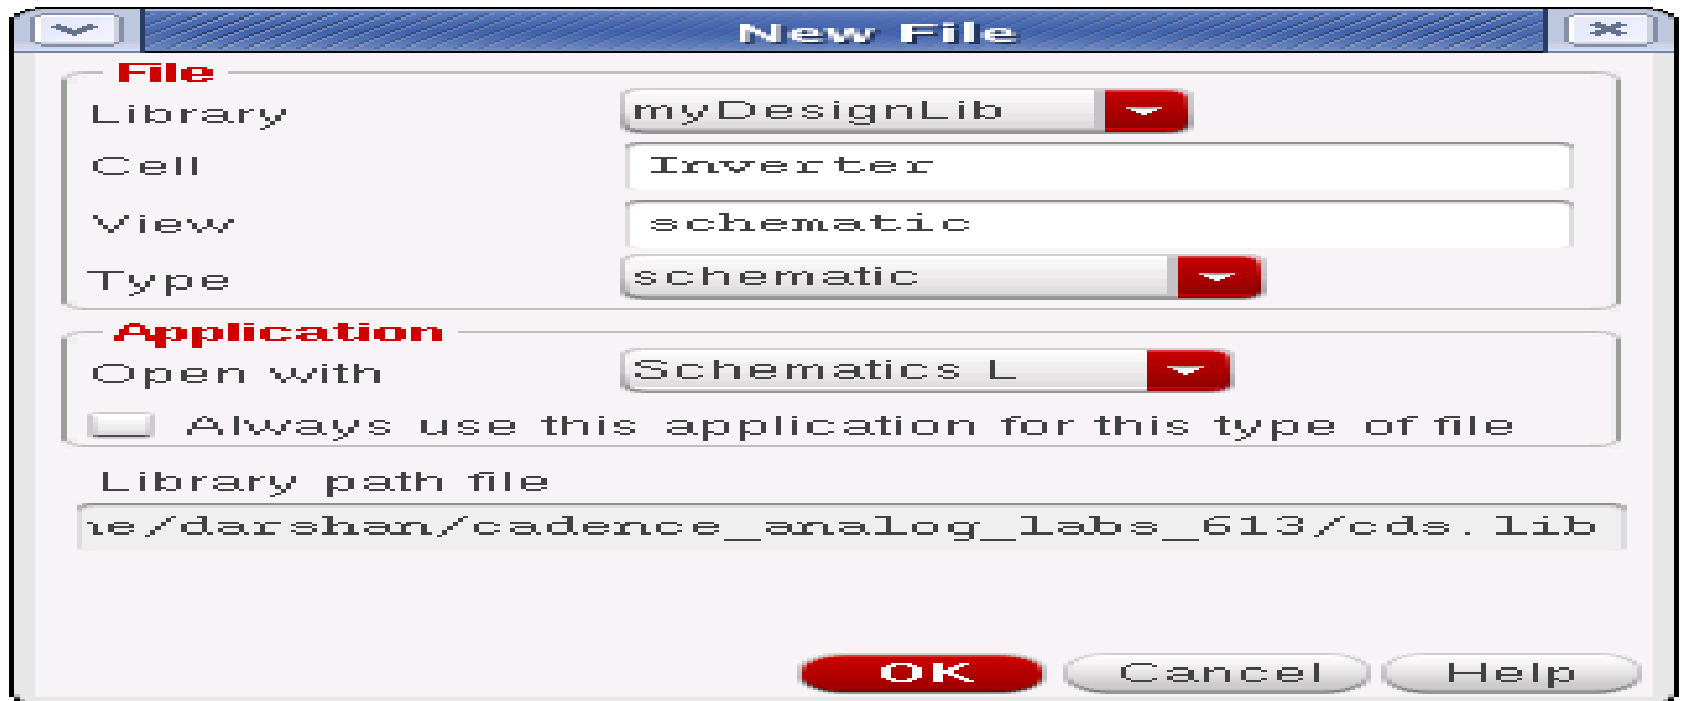 New File
File
Library myDesignLib
Cell Inverter
View schematic
Type schematic
Application
Open with Schematics L
Always use this application for this type of file
Library path file
e/darshan/cadence_analog_labs_613/cds.lib
OK Cancel Help